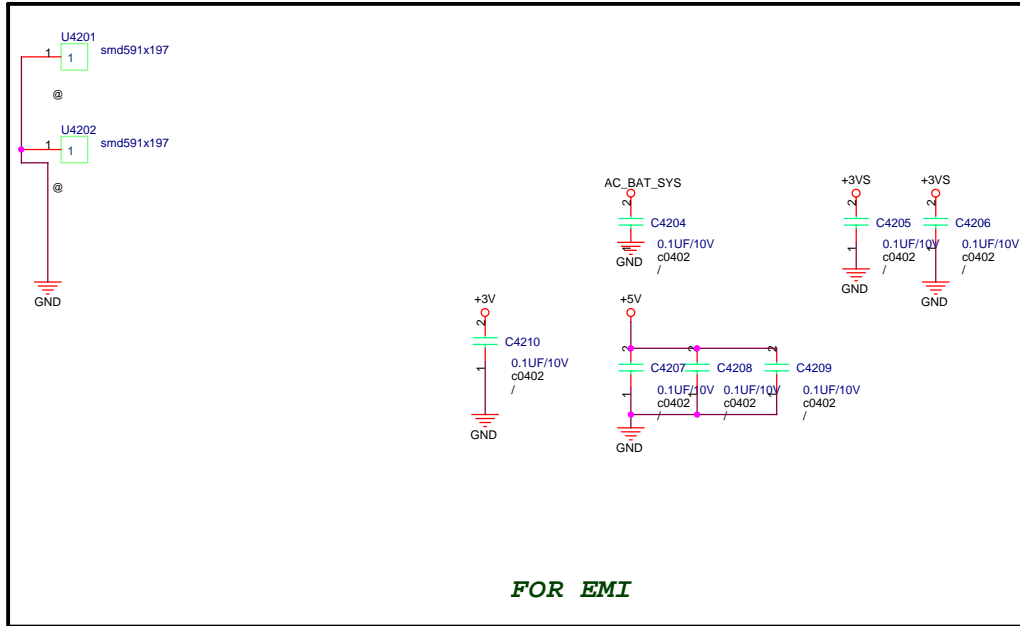 U4201
1
1
smd591x197
@
U4202
1
1
smd591x197
@
GND
AC_BAT_SYS
2
C4204
1
0.1UF/10V
c0402
/
GND
+3VS
2
C4205
1
0.1UF/10V
c0402
/
GND
+3VS
2
C4206
1
0.1UF/10V
c0402
/
GND
+3V
2
C4210
1
0.1UF/10V
c0402
/
GND
+5V
2
C4207
1
0.1UF/10V
c0402
/
2
C4208
1
0.1UF/10V
c0402
/
2
C4209
1
0.1UF/10V
c0402
/
GND
FOR EMI